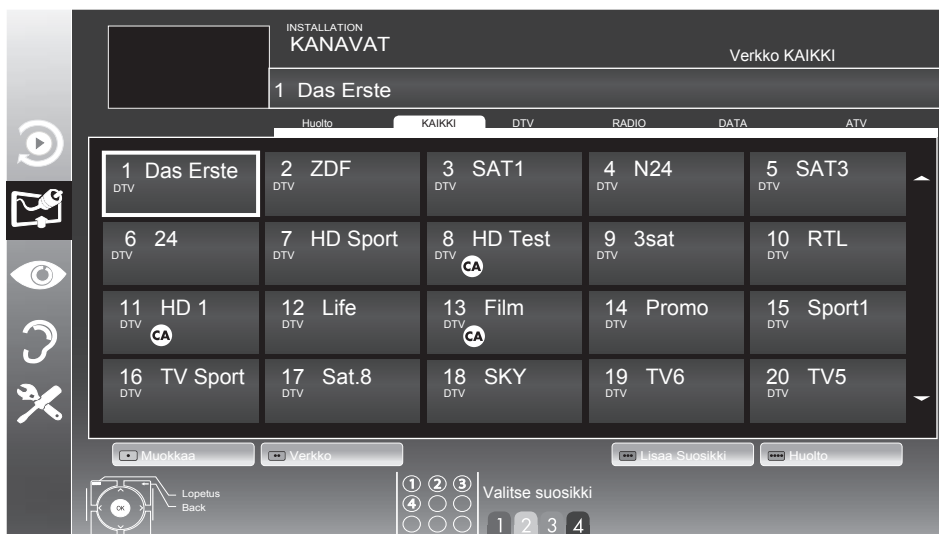 INSTALLATION
KANAVAT
Verkko KAIKKI
1 Das Erste
Huolto KAIKKI DTV RADIO DATA ATV
1 Das Erste 2 ZDF 3 SAT1 4 N24 5 SAT3
DTV DTV DTV DTV DTV
6 24 7 HD Sport 8 HD Test 9 3sat 10 RTL
DTV DTV DTV DTV DTV
CA
11 HD 1 12 Life 13 Film 14 Promo 15 Sport1
DTV DTV DTV DTV DTV
CA CA
16 TV Sport 17 Sat.8 18 SKY 19 TV6 20 TV5
DTV DTV DTV DTV DTV
Muokkaa Verkko Lisaa Suosikki Huolto
Lopetus
Back
OK
1 2 3
4
Valitse suosikki
1 2 3 4